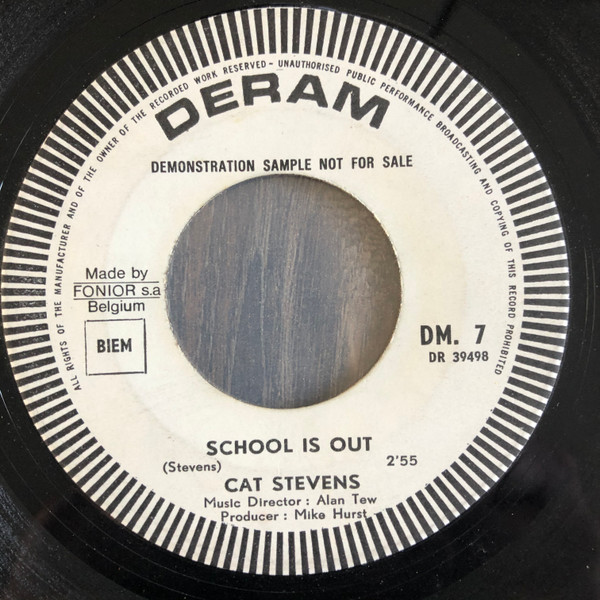 ALL RIGHTS OF THE MANUFACTURER AND OF THE OWNER OF THE RECORDED WORK RESERVED - UNAUTHORISED PUBLIC PERFORMANCE BROADCASTING AND COPYING OF THIS RECORD PROHIBITED
DERAM
DEMONSTRATION SAMPLE NOT FOR SALE
Made by
FONIOR s.a
Belgium
BIEM
DM. 7
DR 39498
SCHOOL IS OUT
(Stevens) 2'55
CAT STEVENS
Music Director : Alan Tew
Producer : Mike Hurst